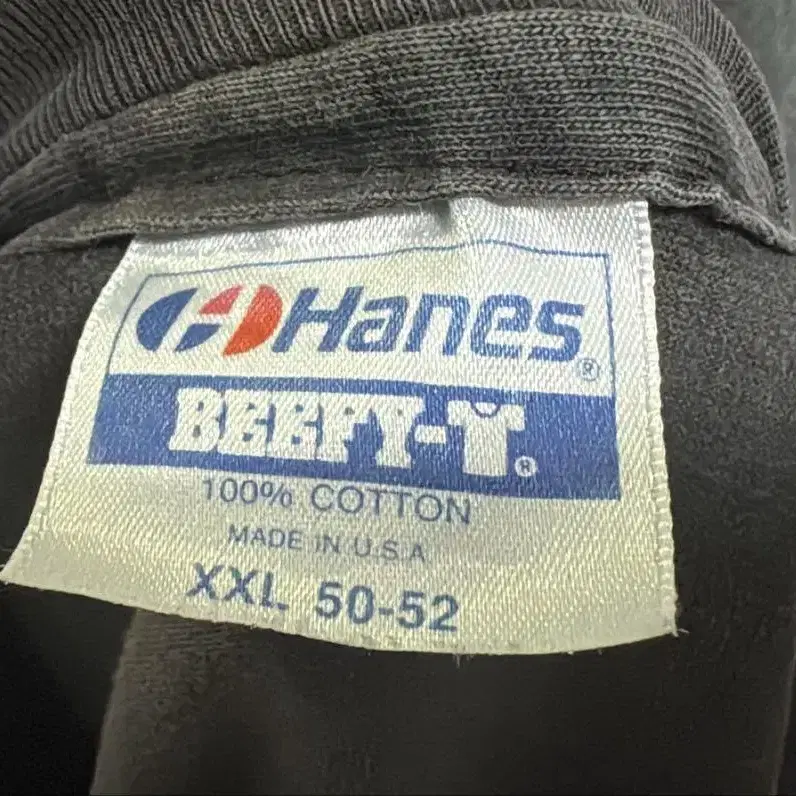 Hanes®
BEEFY-T®
100% COTTON
MADE IN U.S.A
XXL 50-52